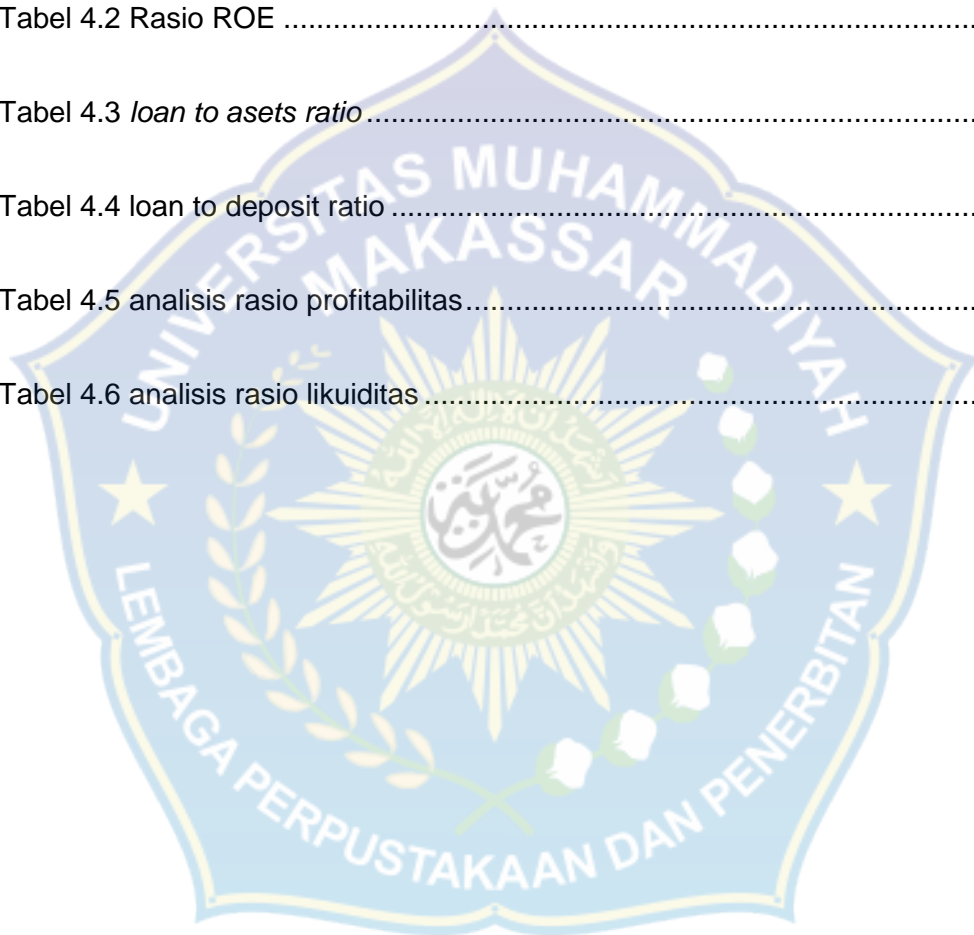 Tabel 4.2 Rasio ROE ........................................................................................
Tabel 4.3 loan to asets ratio ........................................................................................
Tabel 4.4 loan to deposit ratio ........................................................................................
Tabel 4.5 analisis rasio profitabilitas ........................................................................................
Tabel 4.6 analisis rasio likuiditas ........................................................................................
UNIVERSITAS MUHAMMADIYAH
MAKASSAR
محمدية
LEMBAGA PERPUSTAKAAN DAN PENERBITAN